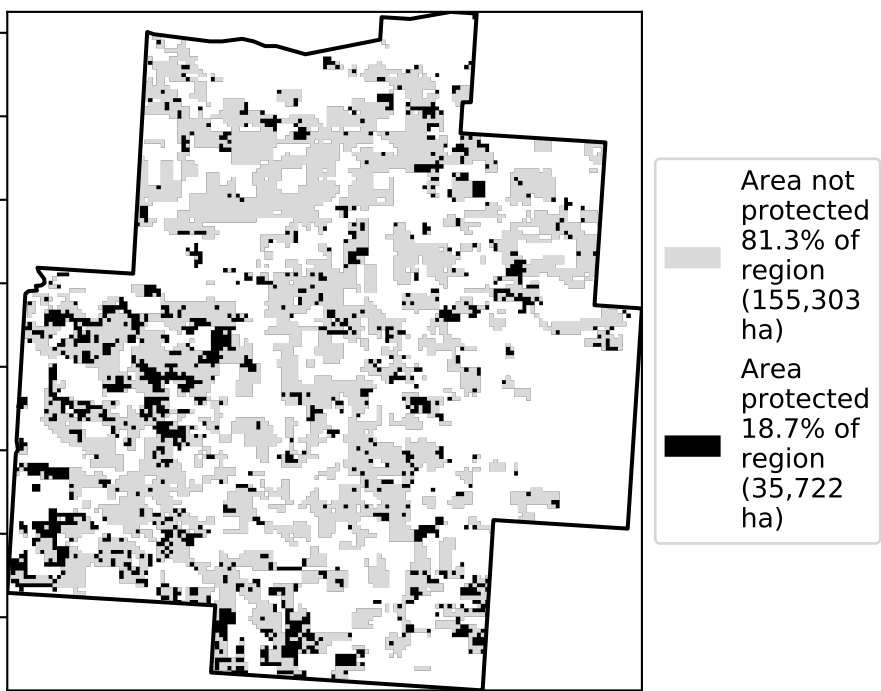 Area not
protected
81.3% of
region
(155,303
ha)
Area
protected
18.7% of
region
(35,722
ha)